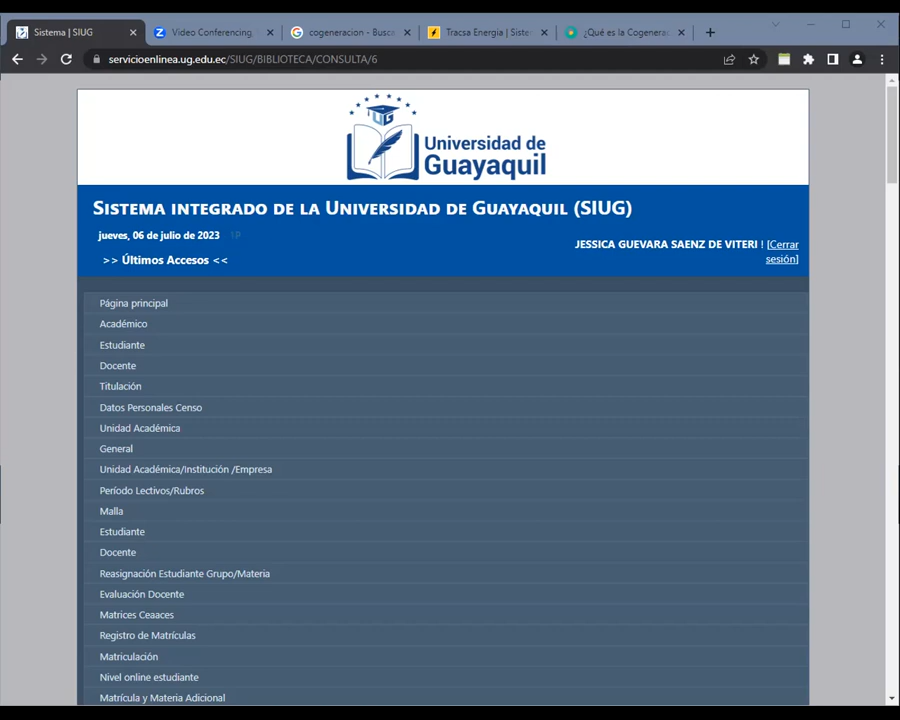 Sistema | SIUG
Video Conferencing,
cogeneracion - Busca
Tracsa Energía | Siste
¿Qué es la Cogenera
servicioenlinea.ug.edu.ec/SIUG/BIBLIOTECA/CONSULTA/6
UG
Universidad de
Guayaquil
SISTEMA INTEGRADO DE LA UNIVERSIDAD DE GUAYAQUIL (SIUG)
jueves, 06 de julio de 2023 1P
JESSICA GUEVARA SAENZ DE VITERI ! [Cerrar
sesión]
>> Últimos Accesos <<
Página principal
Académico
Estudiante
Docente
Titulación
Datos Personales Censo
Unidad Académica
General
Unidad Académica/Institución /Empresa
Período Lectivos/Rubros
Malla
Estudiante
Docente
Reasignación Estudiante Grupo/Materia
Evaluación Docente
Matrices Ceaaces
Registro de Matrículas
Matriculación
Nivel online estudiante
Matrícula y Materia Adicional